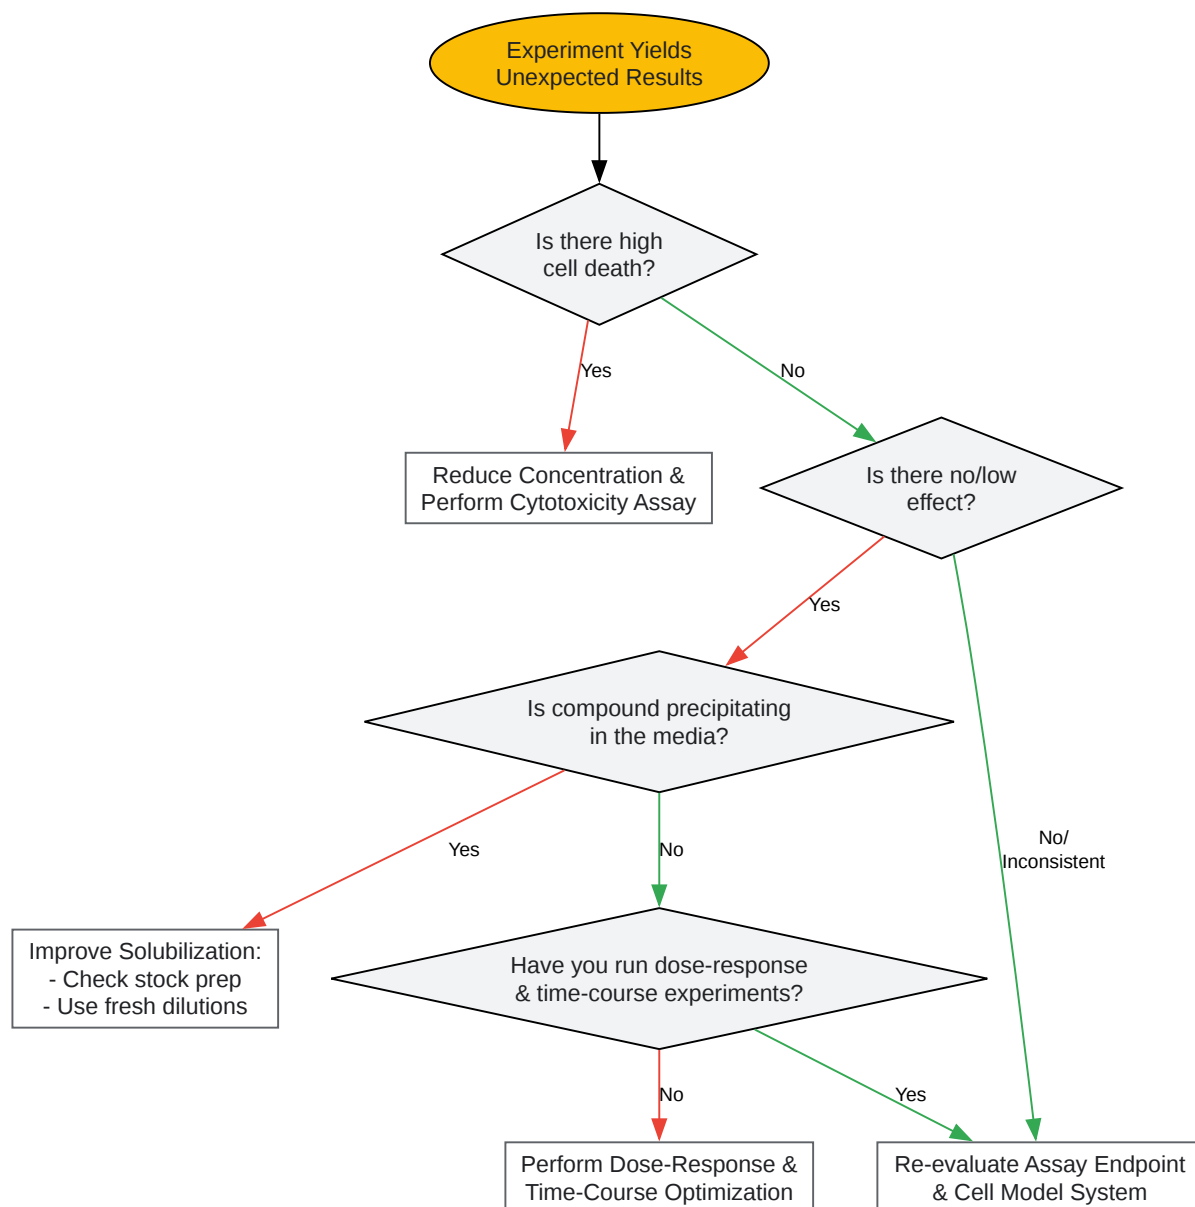 Experiment Yields
Unexpected Results
Is there high
cell death?
Yes
No
Reduce Concentration &
Perform Cytotoxicity Assay
Is there no/low
effect?
Yes
No/
Inconsistent
Is compound precipitating
in the media?
Yes
No
Improve Solubilization:
- Check stock prep
- Use fresh dilutions
Have you run dose-response
& time-course experiments?
No
Yes
Perform Dose-Response &
Time-Course Optimization
Re-evaluate Assay Endpoint
& Cell Model System